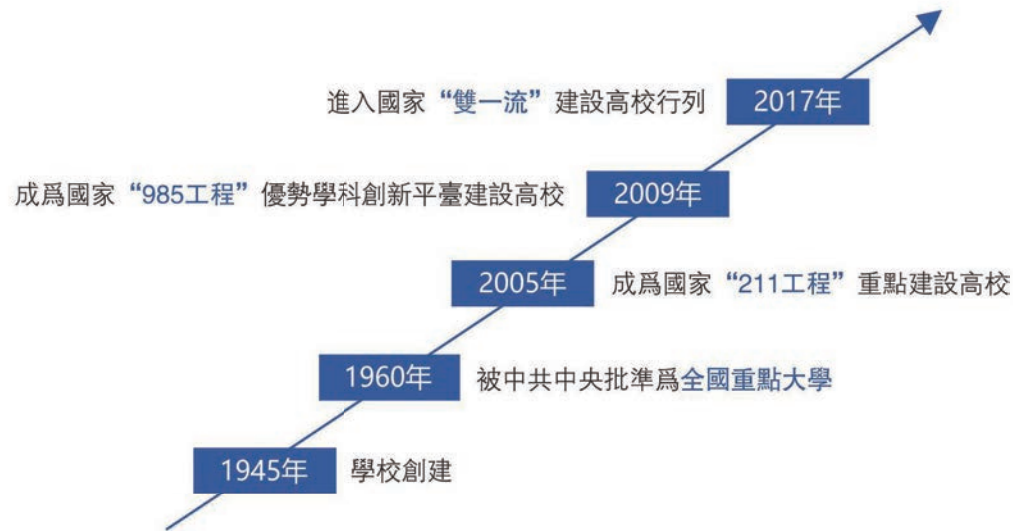 進入國家“雙一流”建設高校行列 2017年
成爲國家“985工程”優勢學科創新平臺建設高校 2009年
2005年 成爲國家“211工程”重點建設高校
1960年 被中共中央批準爲全國重點大學
1945年 學校創建